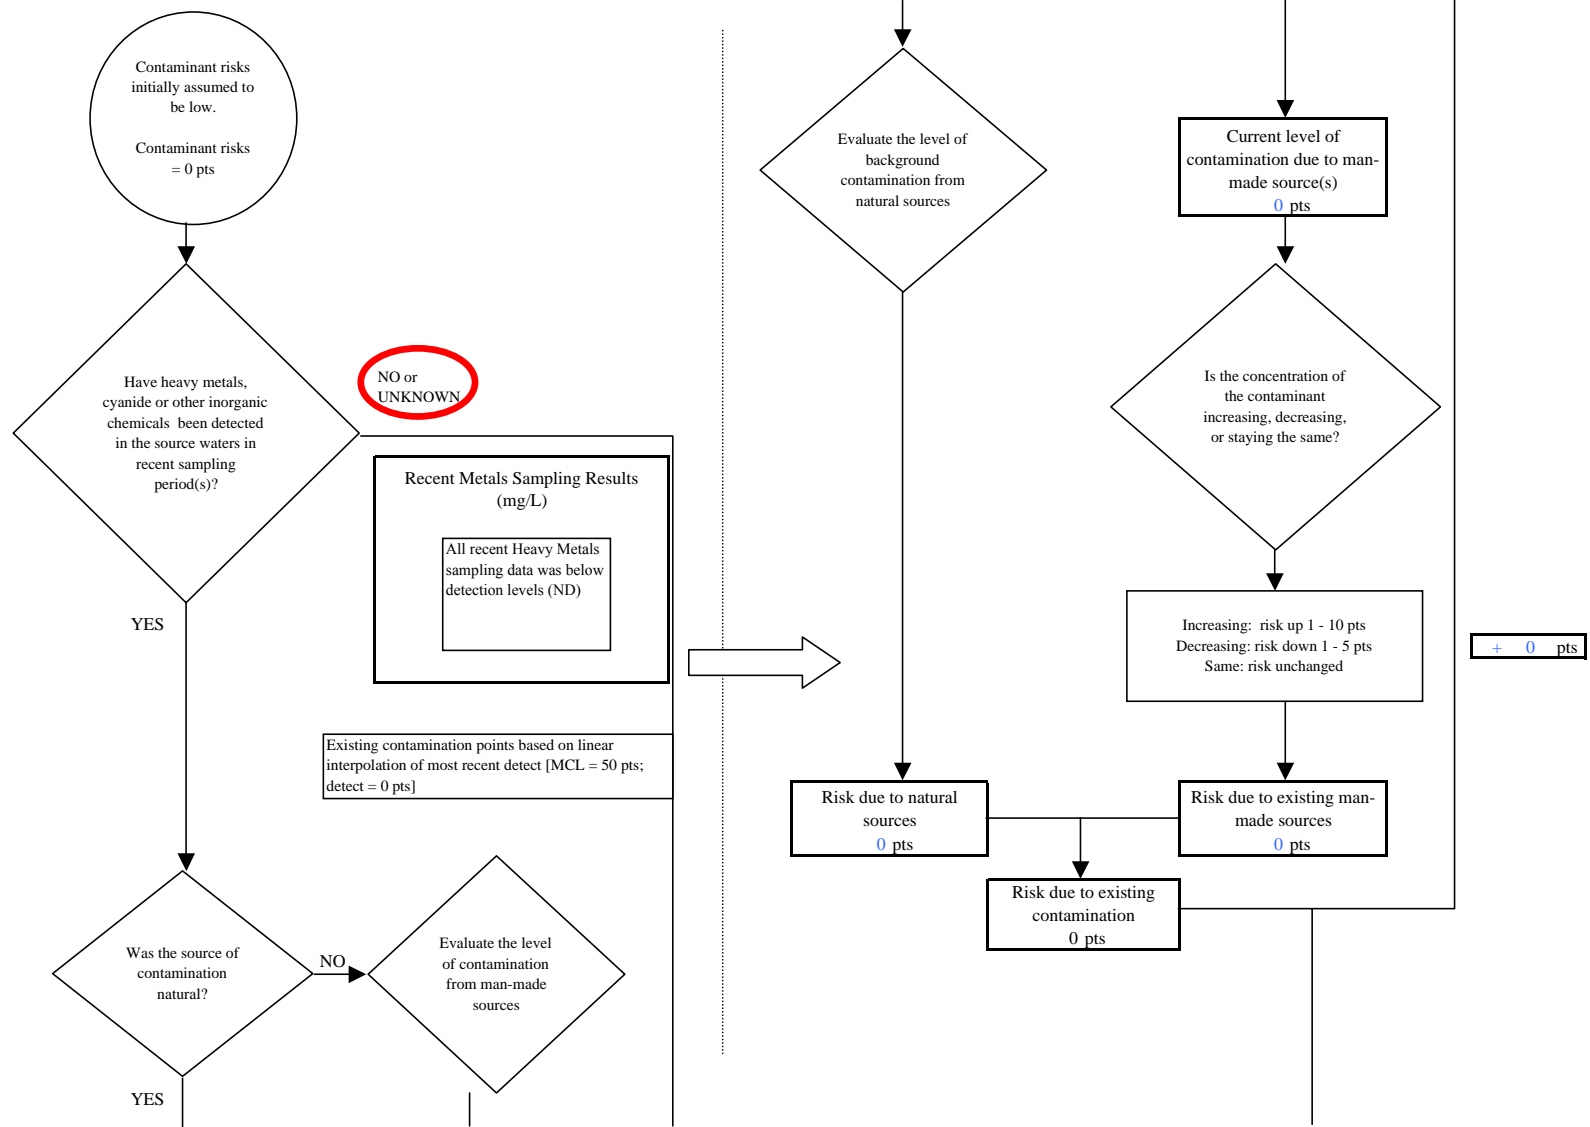 Contaminant risks
initially assumed to
be low.
Contaminant risks
= 0 pts
Have heavy metals,
cyanide or other inorganic
chemicals been detected
in the source waters in
recent sampling
period(s)?
NO or
UNKNOWN
Recent Metals Sampling Results
(mg/L)
All recent Heavy Metals
sampling data was below
detection levels (ND)
YES
Existing contamination points based on linear
interpolation of most recent detect [MCL = 50 pts;
detect = 0 pts]
Was the source of
contamination
natural?
NO
Evaluate the level
of contamination
from man-made
sources
YES
Evaluate the level of
background
contamination from
natural sources
Current level of
contamination due to man-
made source(s)
0 pts
Is the concentration of
the contaminant
increasing, decreasing,
or staying the same?
Increasing: risk up 1 - 10 pts
Decreasing: risk down 1 - 5 pts
Same: risk unchanged
+ 0 pts
Risk due to natural
sources
0 pts
Risk due to existing man-
made sources
0 pts
Risk due to existing
contamination
0 pts